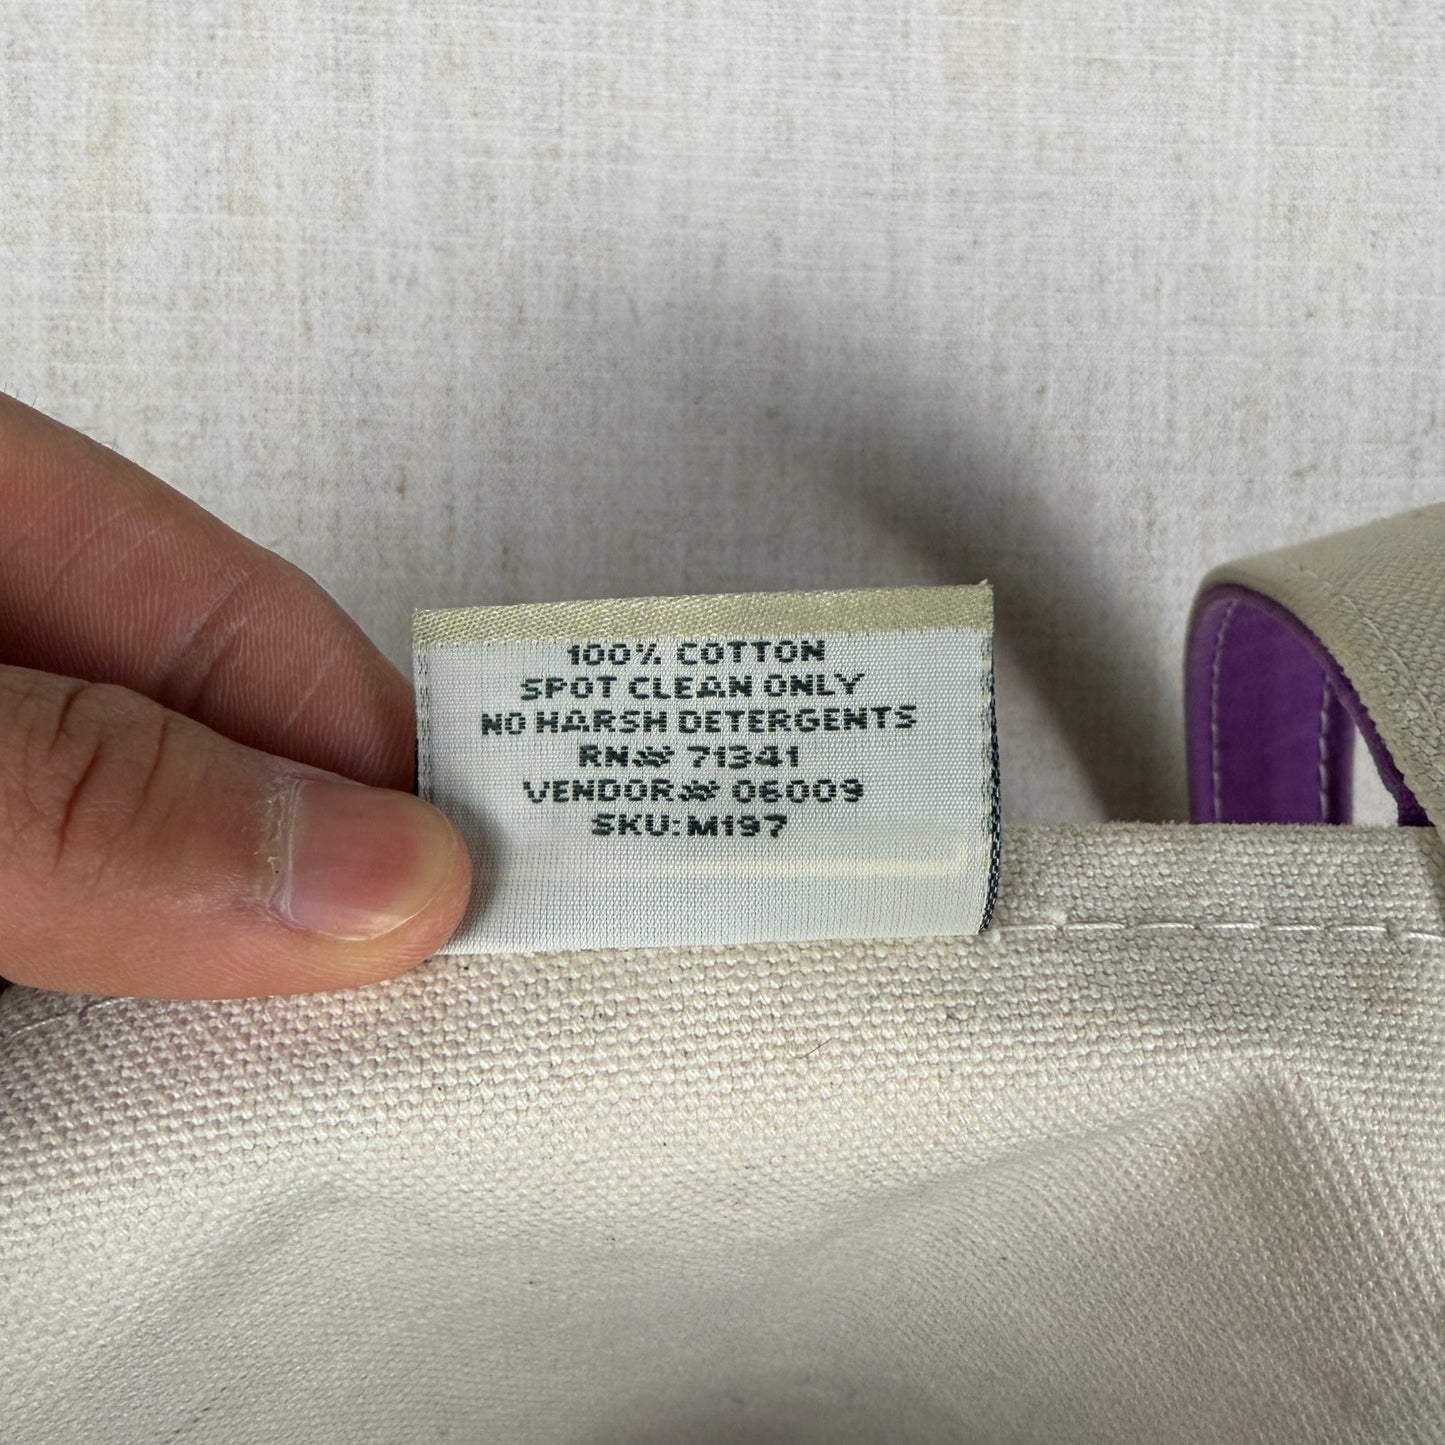 100% COTTON
SPOT CLEAN ONLY
NO HARSH DETERGENTS
RN# 71341
VENDOR# 06009
SKU:M197